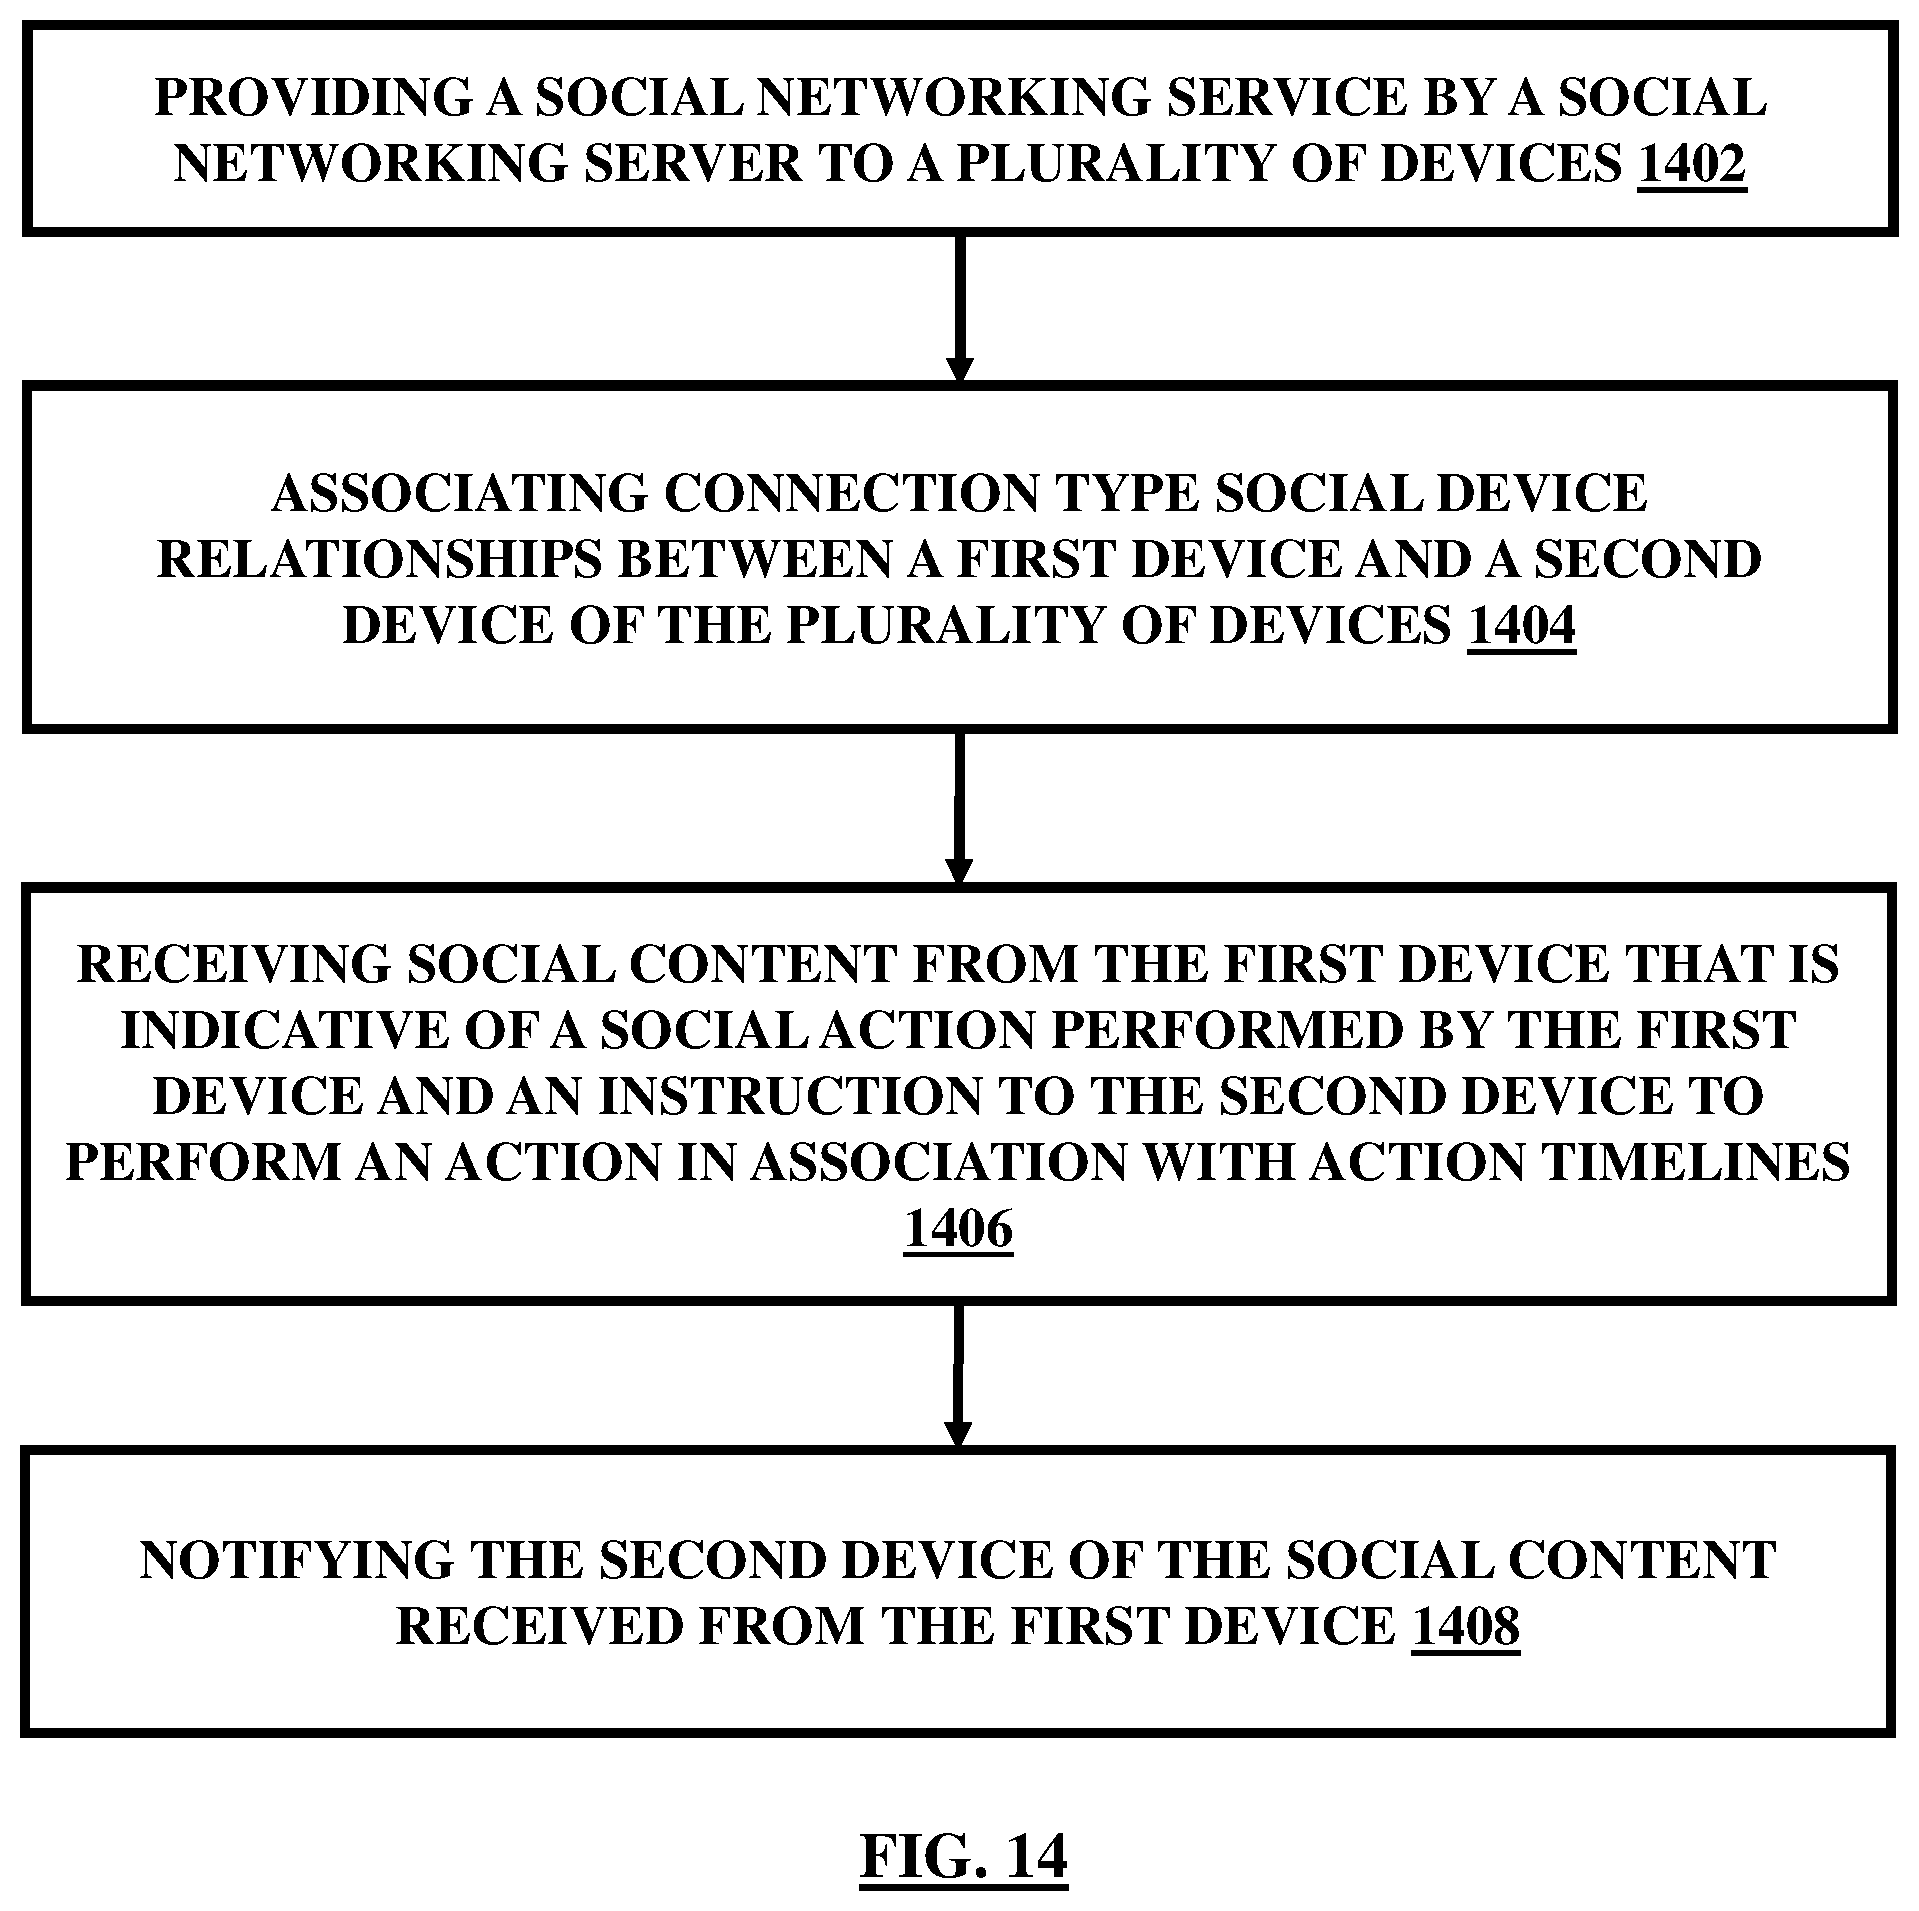 PROVIDING A SOCIAL NETWORKING SERVICE BY A SOCIAL
NETWORKING SERVER TO A PLURALITY OF DEVICES 1402
ASSOCIATING CONNECTION TYPE SOCIAL DEVICE
RELATIONSHIPS BETWEEN A FIRST DEVICE AND A SECOND
DEVICE OF THE PLURALITY OF DEVICES 1404
RECEIVING SOCIAL CONTENT FROM THE FIRST DEVICE THAT IS
INDICATIVE OF A SOCIAL ACTION PERFORMED BY THE FIRST
DEVICE AND AN INSTRUCTION TO THE SECOND DEVICE TO
PERFORM AN ACTION IN ASSOCIATION WITH ACTION TIMELINES
1406
NOTIFYING THE SECOND DEVICE OF THE SOCIAL CONTENT
RECEIVED FROM THE FIRST DEVICE 1408
FIG. 14